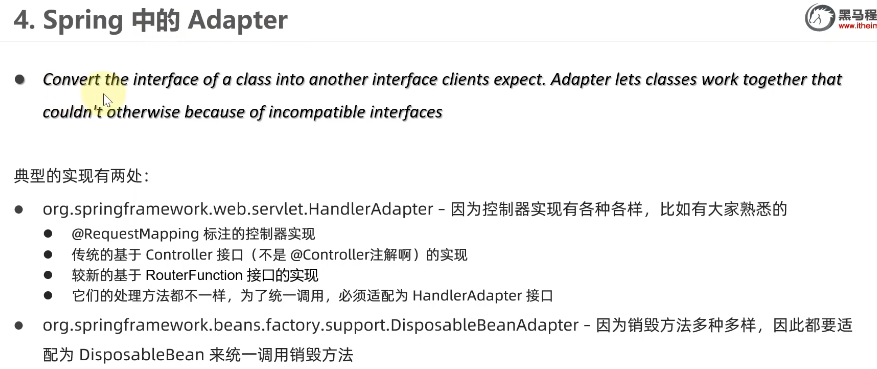 4. Spring 中的 Adapter
黑马程
www.ithein
Convert the interface of a class into another interface clients expect. Adapter lets classes work together that
couldn't otherwise because of incompatible interfaces
典型的实现有两处：
org.springframework.web.servlet.HandlerAdapter – 因为控制器实现有各种各样，比如有大家熟悉的
@RequestMapping 标注的控制器实现
传统的基于 Controller 接口（不是 @Controller注解啊）的实现
较新的基于 RouterFunction 接口的实现
它们的处理方法都不一样，为了统一调用，必须适配为 HandlerAdapter 接口
org.springframework.beans.factory.support.DisposableBeanAdapter – 因为销毁方法多种多样，因此都要适
配为 DisposableBean 来统一调用销毁方法